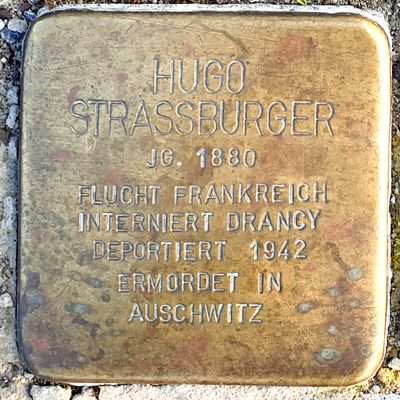 HUGO
STRASSBURGER
JG. 1880
FLUCHT FRANKREICH
INTERNIERT DRANCY
DEPORTIERT 1942
ERMORDET IN
AUSCHWITZ